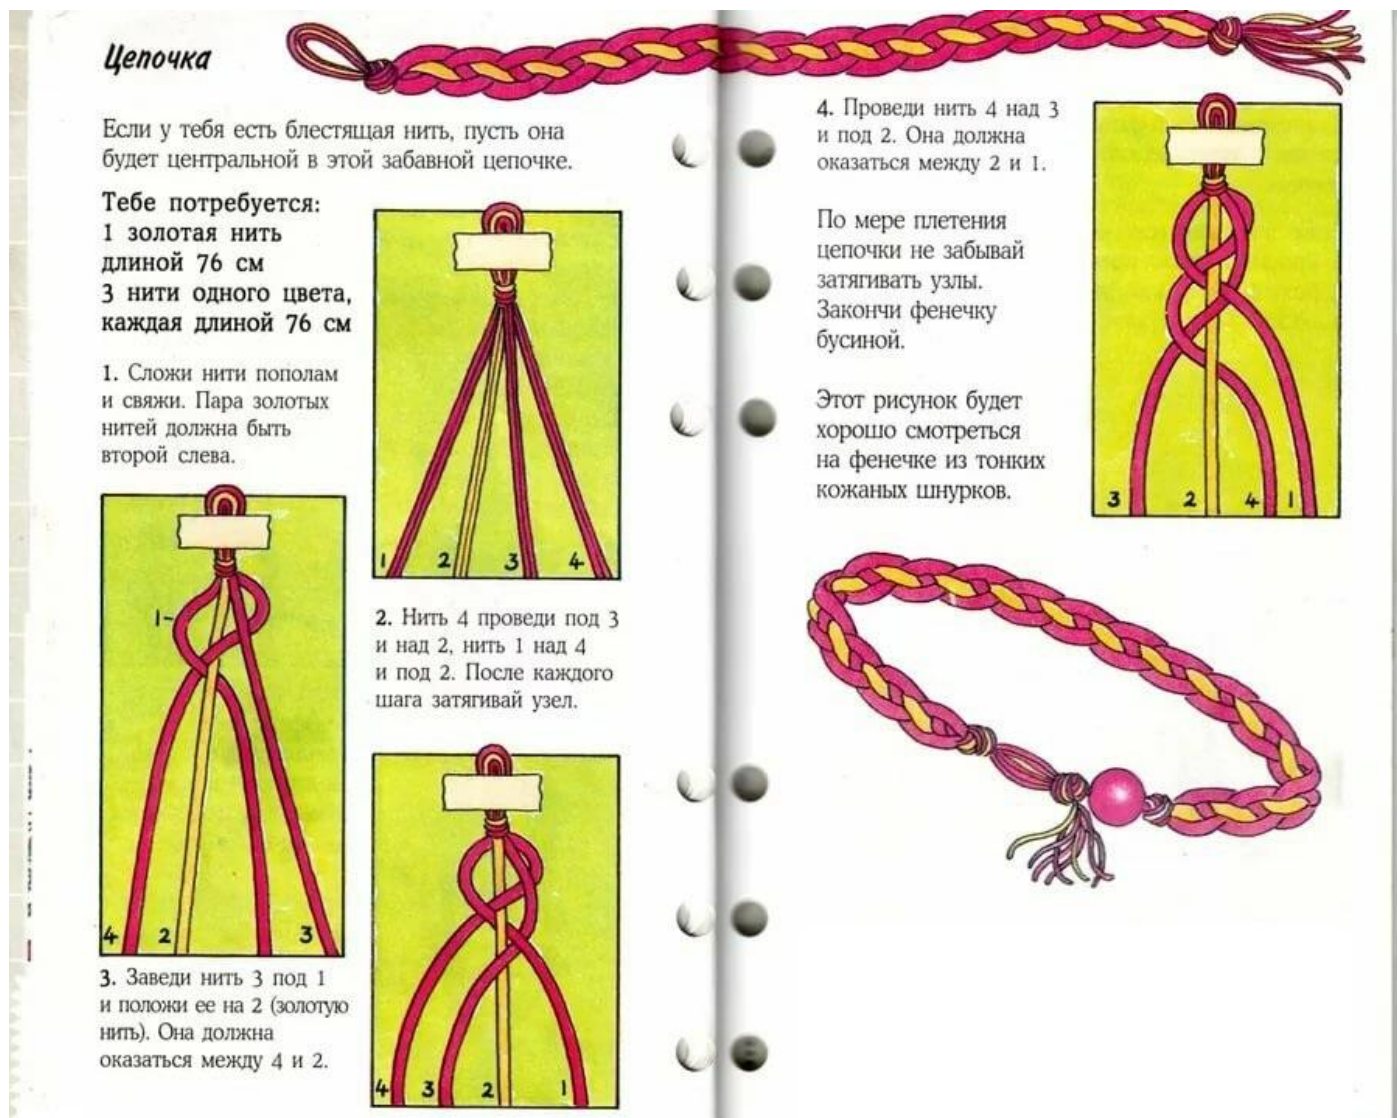 Цепочка
Если у тебя есть блестящая нить, пусть она
будет центральной в этой забавной цепочке.
Тебе потребуется:
1 золотая нить
длиной 76 см
3 нити одного цвета,
каждая длиной 76 см
1. Сложи нити пополам
и свяжи. Пара золотых
нитей должна быть
второй слева.
1 2 3 4
2. Нить 4 проведи под 3
и над 2, нить 1 над 4
и под 2. После каждого
шага затягивай узел.
1-
4 2 3
3. Заведи нить 3 под 1
и положи ее на 2 (золотую
нить). Она должна
оказаться между 4 и 2.
4 3 2 1
4. Проведи нить 4 над 3
и под 2. Она должна
оказаться между 2 и 1.
По мере плетения
цепочки не забывай
затягивать узлы.
Закончи фенечку
бусиной.
Этот рисунок будет
хорошо смотреться
на фенечке из тонких
кожаных шнурков.
3 2 4 1